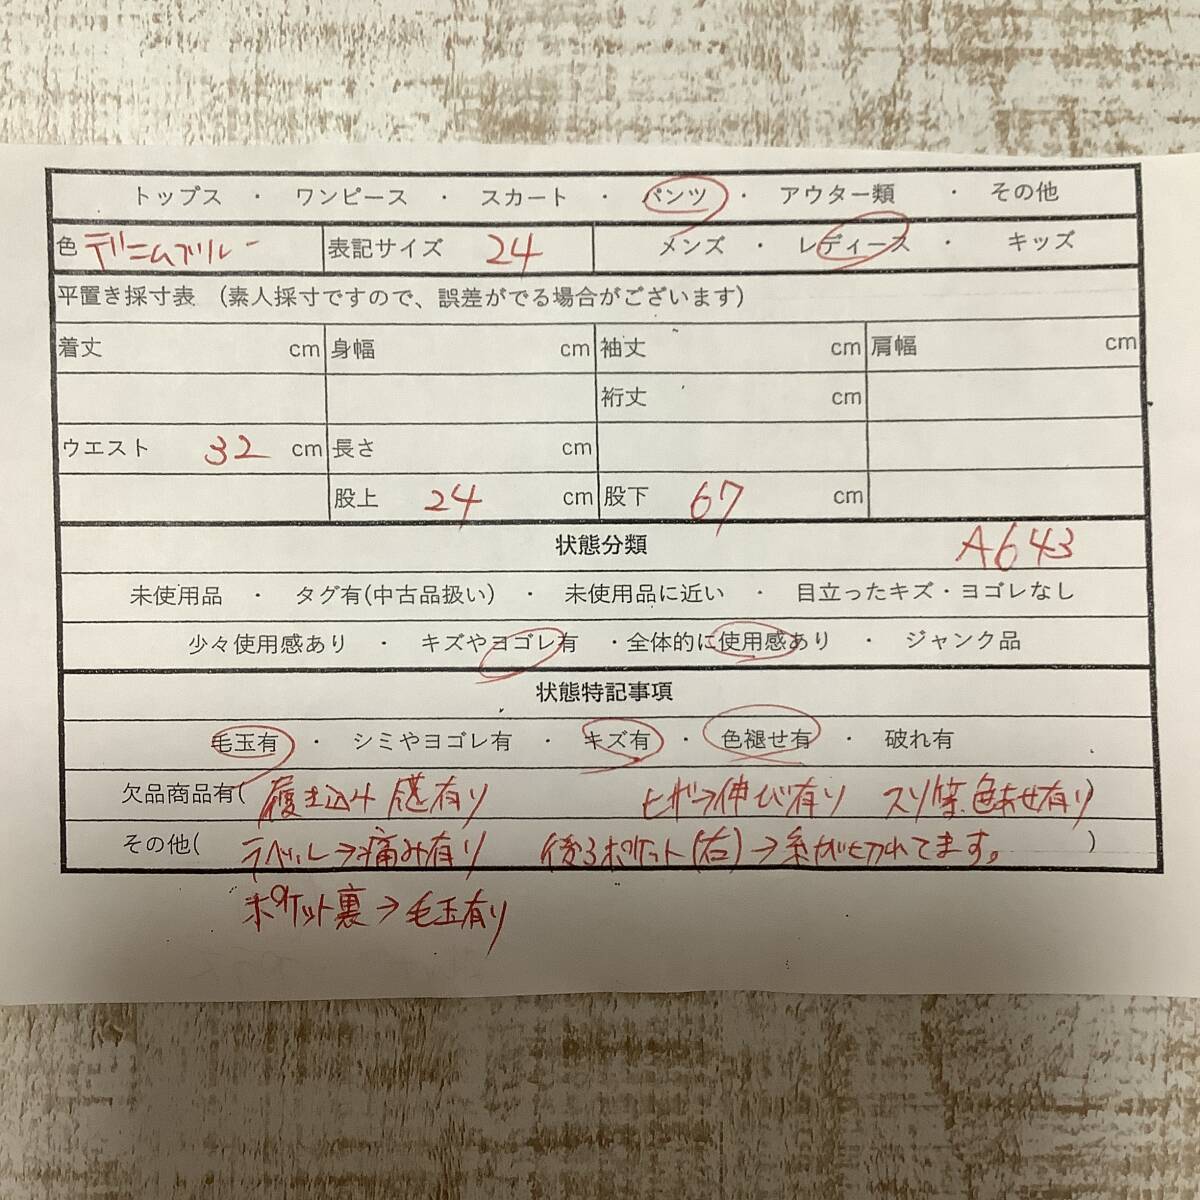 トップス ・ ワンピース ・ スカート ・ パンツ ・ アウター類 ・ その他
色 デニムブルー 表記サイズ 24 メンズ ・ レディース ・ キッズ
平置き採寸表 (素人採寸ですので、誤差がでる場合がございます)
着丈 cm 身幅 cm 袖丈 cm 肩幅 cm
裄丈 cm
ウエスト 32 cm 長さ cm
股上 24 cm 股下 67 cm
状態分類 A643
未使用品 ・ タグ有(中古品扱い) ・ 未使用品に近い ・ 目立ったキズ・ヨゴレなし
少々使用感あり ・ キズやヨゴレ有 ・全体的に使用感あり ・ ジャンク品
状態特記事項
毛玉有 ・ シミやヨゴレ有 ・ キズ有 ・ 色褪せ有 ・ 破れ有
欠品商品有( 履き込み感有り ヒザ→伸び有り スリ等、色あせ有り )
その他( ラベル→痛み有り 後ろポケット(右)→糸が切れてます。 )
ポケット裏→毛玉有り